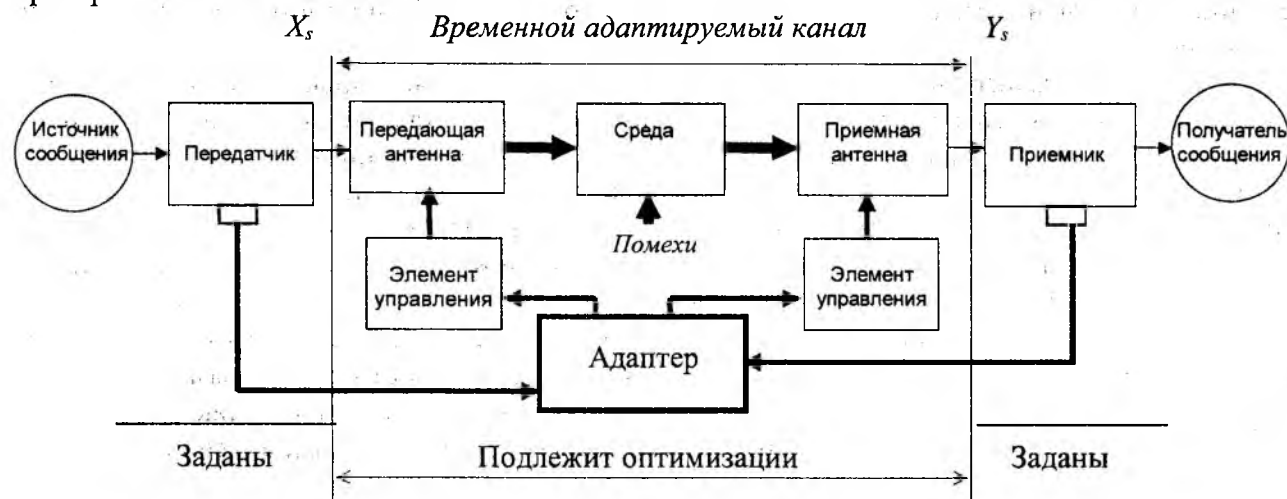 Xs Временной адаптируемый канал Ys
Источник
сообщения
Передатчик
Передающая
антенна
Среда
Приемная
антенна
Приемник
Получатель
сообщения
Помехи
Элемент
управления
Элемент
управления
Адаптер
Заданы Подлежит оптимизации Заданы